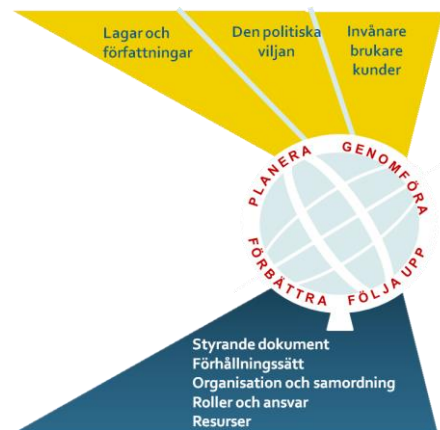 Lagar och
författningar
Den politiska
viljan
Invånare
brukare
kunder
PLANERA
GENOMFÖRA
FÖRBÄTTRA
FÖLJA UPP
Styrande dokument
Förhållningssätt
Organisation och samordning
Roller och ansvar
Resurser